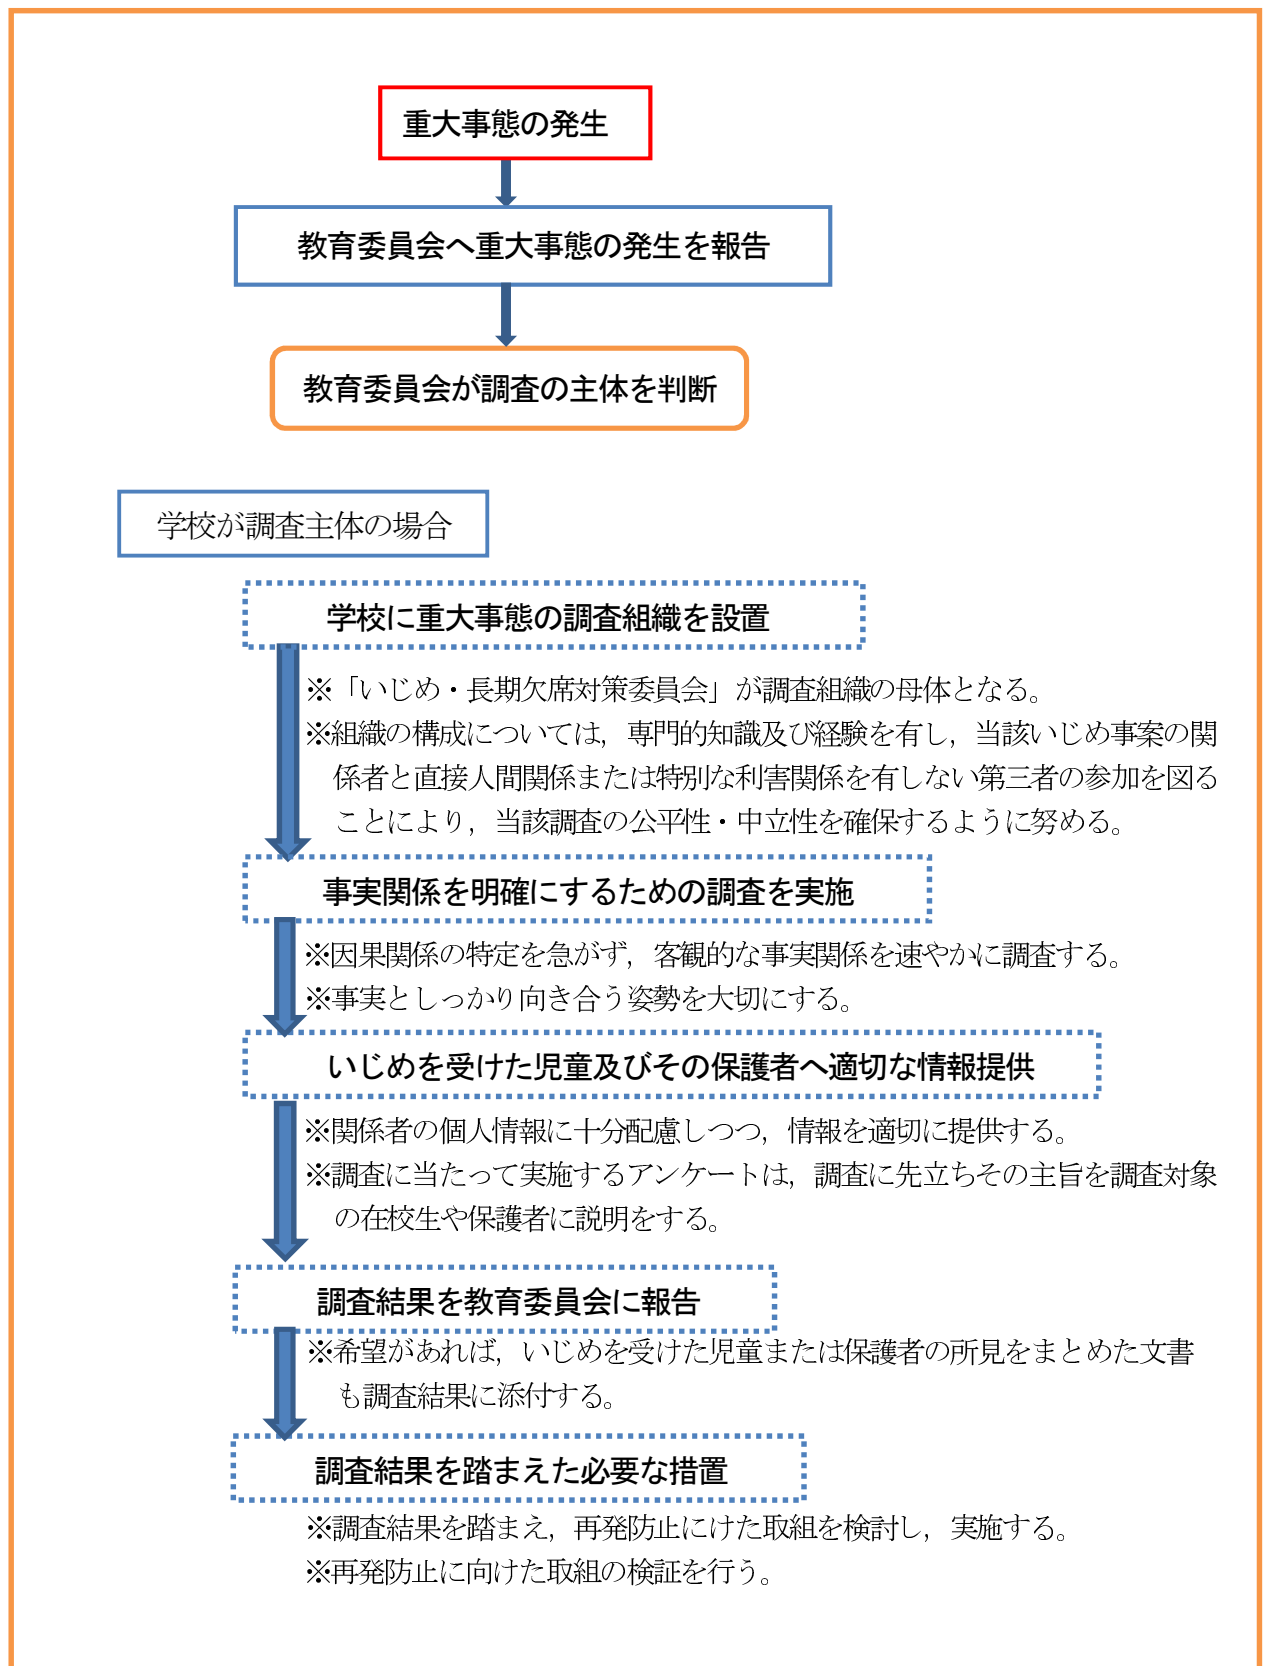 重大事態の発生
教育委員会へ重大事態の発生を報告
教育委員会が調査の主体を判断
学校が調査主体の場合
学校に重大事態の調査組織を設置
※「いじめ・長期欠席対策委員会」が調査組織の母体となる。
※組織の構成については，専門的知識及び経験を有し，当該いじめ事案の関
係者と直接人間関係または特別な利害関係を有しない第三者の参加を図る
ことにより，当該調査の公平性・中立性を確保するように努める。
事実関係を明確にするための調査を実施
※因果関係の特定を急がず，客観的な事実関係を速やかに調査する。
※事実としっかり向き合う姿勢を大切にする。
いじめを受けた児童及びその保護者へ適切な情報提供
※関係者の個人情報に十分配慮しつつ，情報を適切に提供する。
※調査に当たって実施するアンケートは，調査に先立ちその主旨を調査対象
の在校生や保護者に説明をする。
調査結果を教育委員会に報告
※希望があれば，いじめを受けた児童または保護者の所見をまとめた文書
も調査結果に添付する。
調査結果を踏まえた必要な措置
※調査結果を踏まえ，再発防止にけた取組を検討し，実施する。
※再発防止に向けた取組の検証を行う。